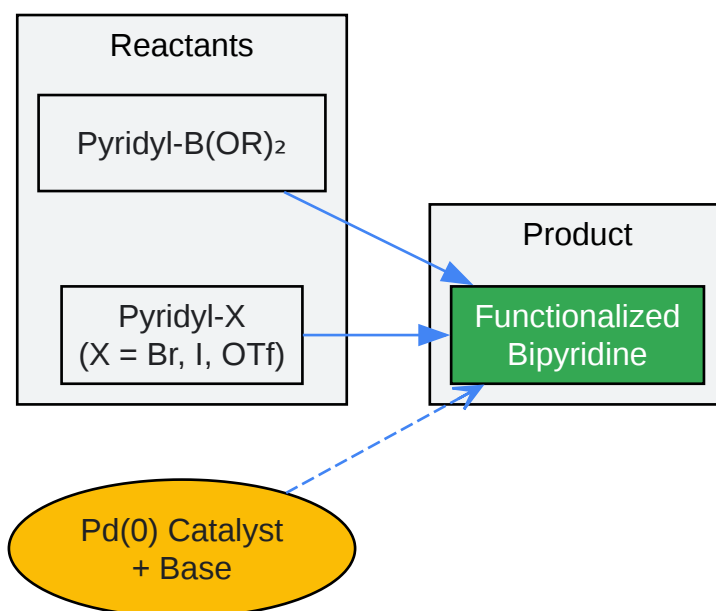 Reactants
Pyridyl-B(OR)₂
Pyridyl-X
(X = Br, I, OTf)
Product
Functionalized
Bipyridine
Pd(0) Catalyst
+ Base